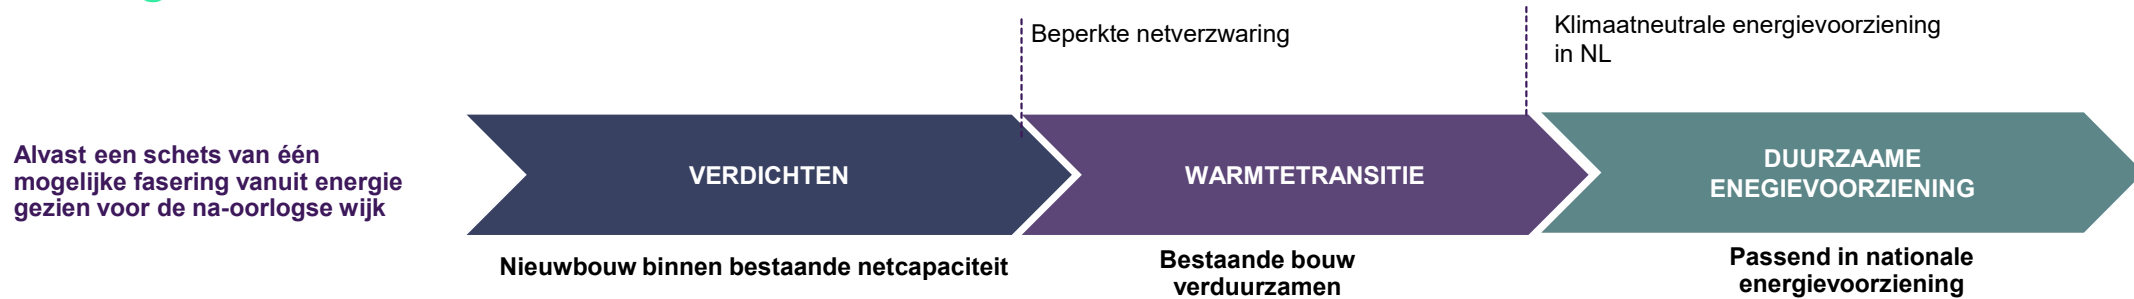 Beperkte netverzwaring
Klimaatneutrale energievoorziening
in NL
Alvast een schets van één
mogelijke fasering vanuit energie
gezien voor de na-oorlogse wijk
VERDICHTEN
WARMTETRANSITIE
DUURZAAME
ENEGIEVOORZIENING
Nieuwbouw binnen bestaande netcapaciteit
Bestaande bouw
verduurzamen
Passend in nationale
energievoorziening